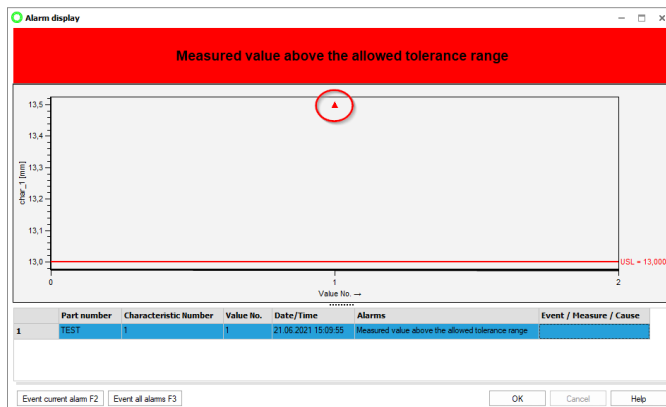 Alarm display
Measured value above the allowed tolerance range
13,5
13,4
13,3
13,2
13,1
13,0
char_1 [mm]
USL = 13,000
0 1 2
Value No. →
Part number Characteristic Number Value No. Date/Time Alarms Event / Measure / Cause
1 TEST 1 1 21.06.2021 15:09:55 Measured value above the allowed tolerance range
Event current alarm F2 Event all alarms F3 OK Cancel Help